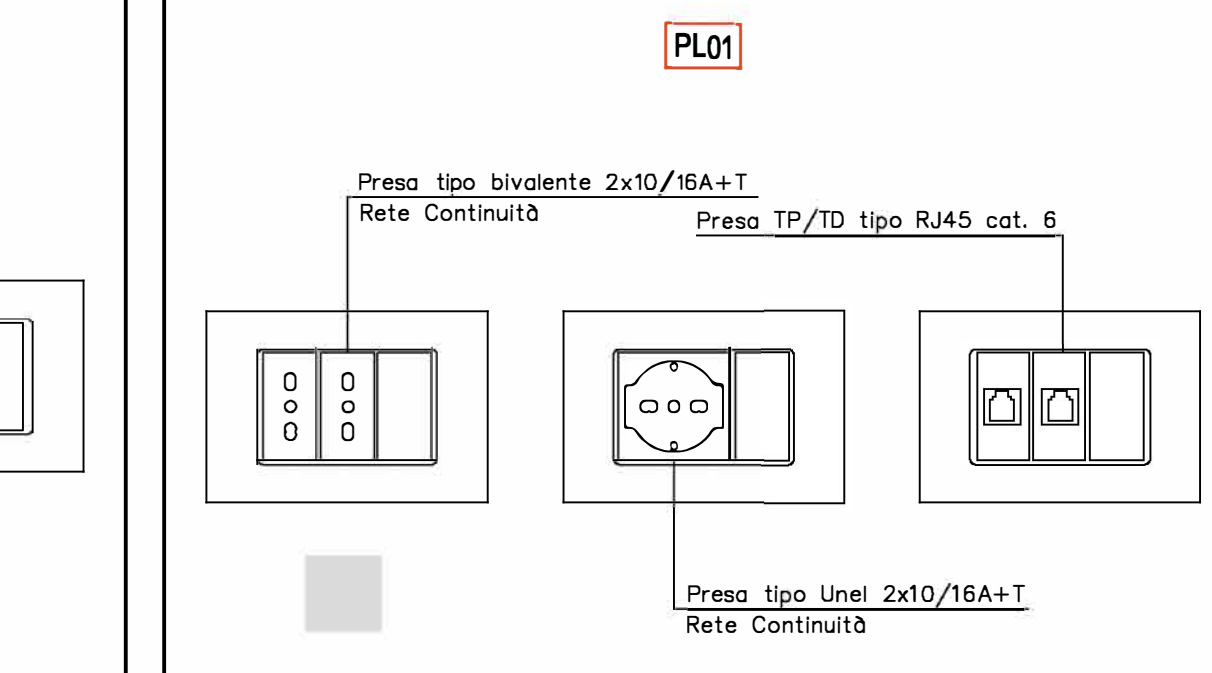 PL01
Presa tipo bivalente 2x10/16A+T
Rete Continuità
Presa TP/TD tipo RJ45 cat. 6
Presa tipo Unel 2x10/16A+T
Rete Continuità